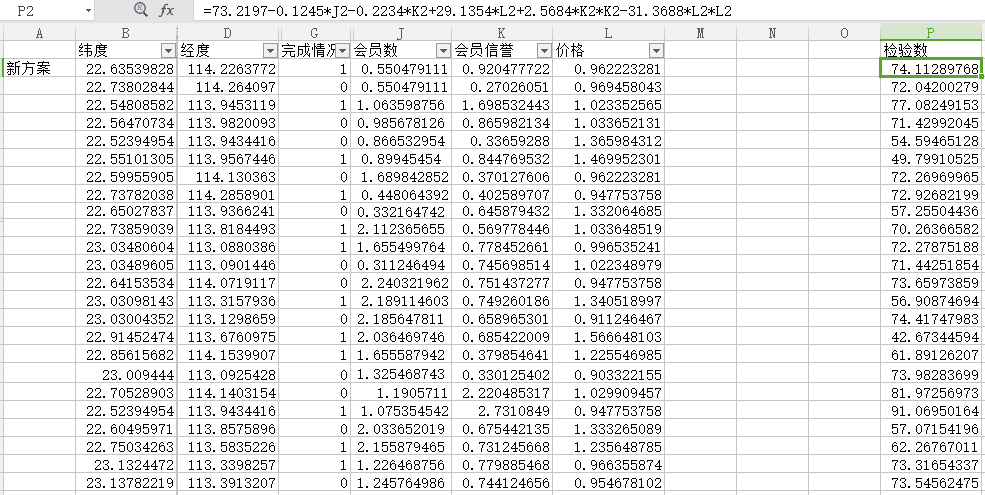 P2 fx =73.2197-0.1245*J2-0.2234*K2+29.1354*L2+2.5684*K2*K2-31.3688*L2*L2
A B D G J K L M N O P
纬度 经度 完成情况 会员数 会员信誉 价格 检验数
新方案 22.63539828 114.2263772 1 0.550479111 0.920477722 0.962223281 74.11289768
22.73802844 114.264097 0 0.550479111 0.27026051 0.969458043 72.04200279
22.54808582 113.9453119 1 1.063598756 1.698532443 1.023352565 77.08249153
22.56470734 113.9820093 0 0.985678126 0.865982134 1.033652131 71.42992045
22.52394954 113.9434416 0 0.866532954 0.33659288 1.365984312 54.59465128
22.55101305 113.9567446 1 0.89945454 0.844769532 1.469952301 49.79910525
22.59955905 114.130363 0 1.689842852 0.370127606 0.962223281 72.26969965
22.73782038 114.2858901 1 0.448064392 0.402589707 0.947753758 72.92682199
22.65027837 113.9366241 0 0.332164742 0.645879432 1.332064685 57.25504436
22.73859039 113.8184493 1 2.112365655 0.569778446 1.033648519 70.26366582
23.03480604 113.0880386 1 1.655499764 0.778452661 0.996535241 72.27875188
23.03489605 113.0901446 0 0.311246494 0.745698514 1.022348979 71.44251854
22.64153534 114.0719117 0 2.240321962 0.751437277 0.947753758 73.65973859
23.03098143 113.3157936 1 2.189114603 0.749260186 1.340518997 56.90874694
23.03004352 113.1298659 0 2.185647811 0.658965301 0.911246467 74.41747983
22.91452474 113.6760975 1 2.036469746 0.685422009 1.566648103 42.67344594
22.85615682 114.1539907 1 1.655587942 0.379854641 1.225546985 61.89126207
23.009444 113.0925428 0 1.325468743 0.330125402 0.903322155 73.98283699
22.70528903 114.1403154 0 1.1905711 2.220485317 1.029909457 81.97256973
22.52394954 113.9434416 1 1.075354542 2.7310849 0.947753758 91.06950164
22.60495971 113.8575896 0 2.033652019 0.675442135 1.333265089 57.07154196
22.75034263 113.5835226 1 2.155879465 0.731245668 1.235648785 62.26767011
23.1324472 113.3398257 1 1.226468756 0.779885468 0.966355874 73.31654337
23.13782219 113.3913207 0 1.245764986 0.744124656 0.954678102 73.54562475